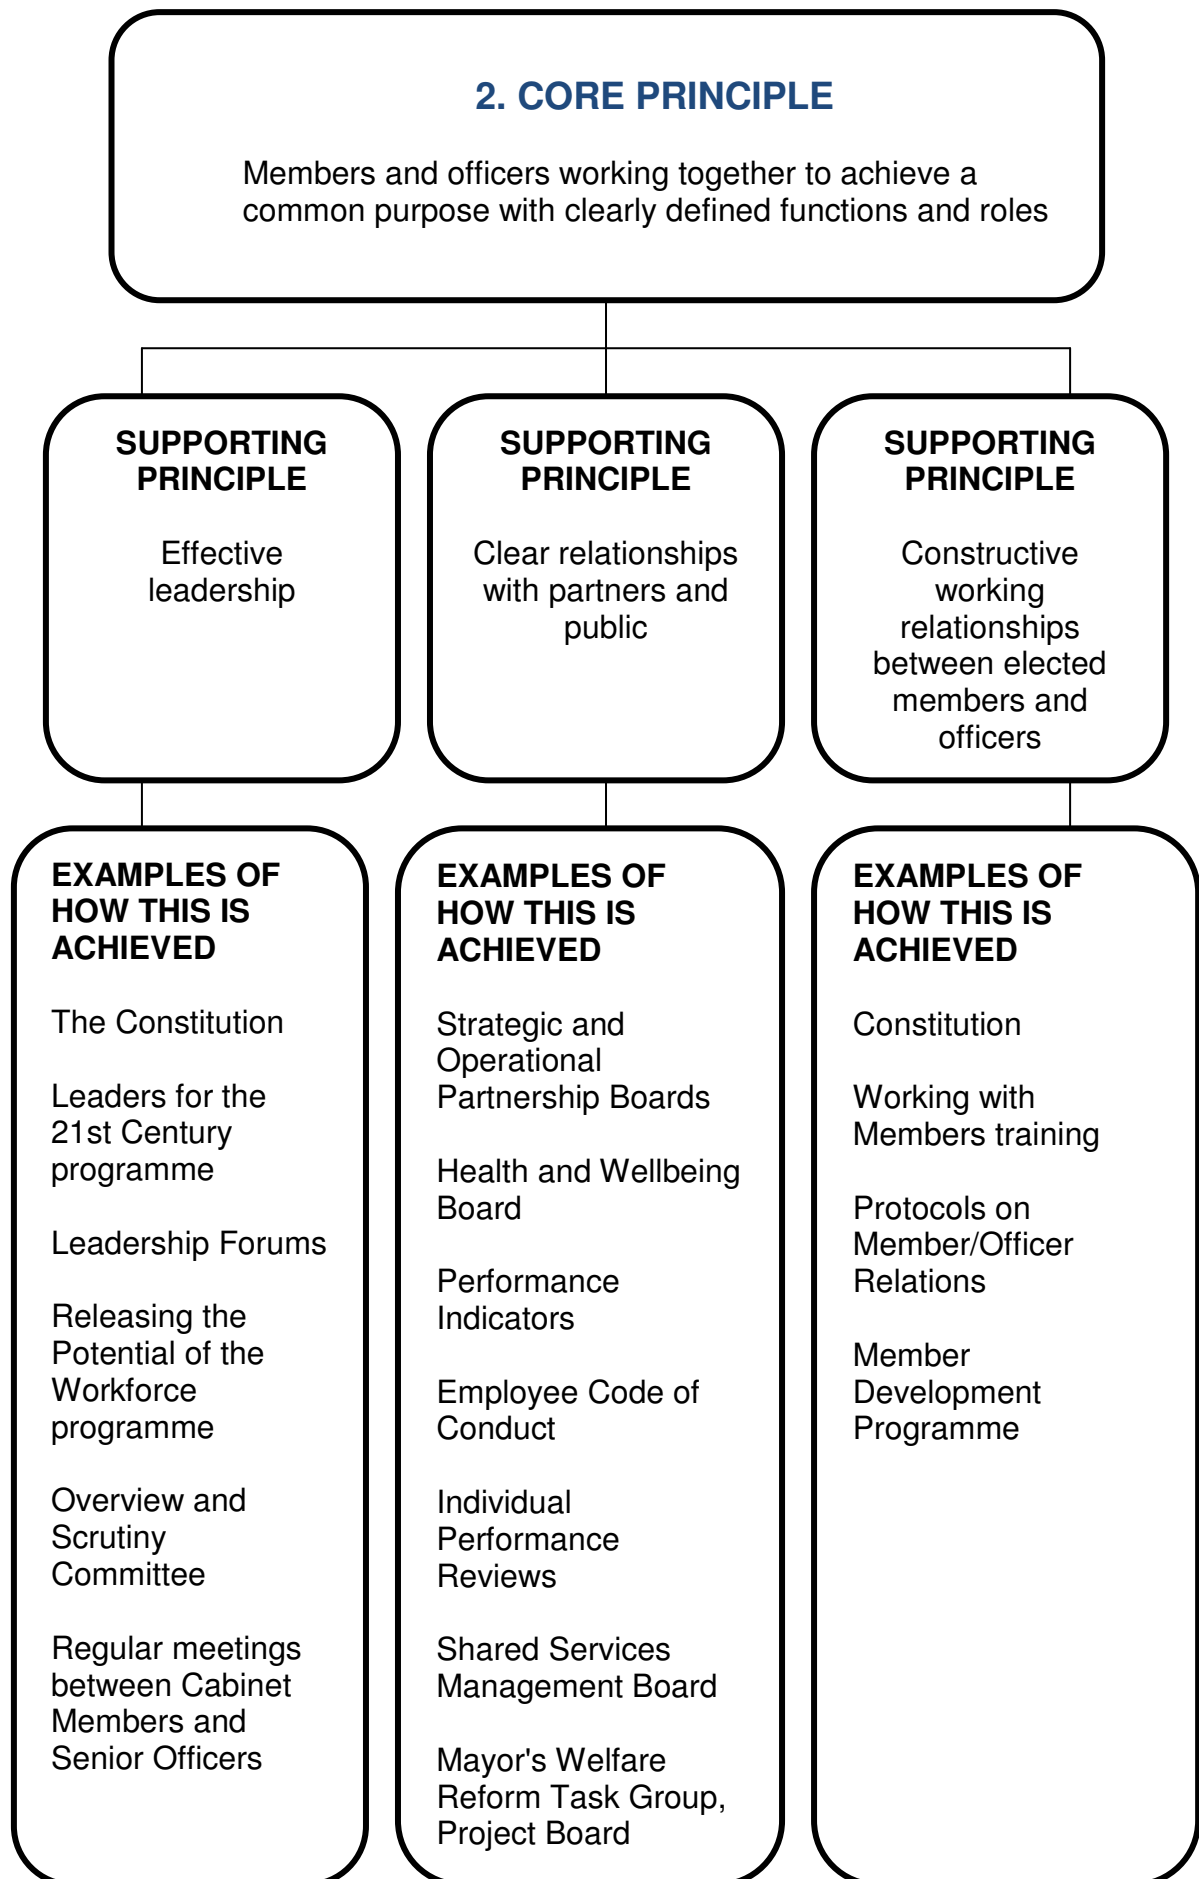 2. CORE PRINCIPLE
Members and officers working together to achieve a
common purpose with clearly defined functions and roles
SUPPORTING
PRINCIPLE
Effective
leadership
SUPPORTING
PRINCIPLE
Clear relationships
with partners and
public
SUPPORTING
PRINCIPLE
Constructive
working
relationships
between elected
members and
officers
EXAMPLES OF
HOW THIS IS
ACHIEVED
The Constitution
Leaders for the
21st Century
programme
Leadership Forums
Releasing the
Potential of the
Workforce
programme
Overview and
Scrutiny
Committee
Regular meetings
between Cabinet
Members and
Senior Officers
EXAMPLES OF
HOW THIS IS
ACHIEVED
Strategic and
Operational
Partnership Boards
Health and Wellbeing
Board
Performance
Indicators
Employee Code of
Conduct
Individual
Performance
Reviews
Shared Services
Management Board
Mayor's Welfare
Reform Task Group,
Project Board
EXAMPLES OF
HOW THIS IS
ACHIEVED
Constitution
Working with
Members training
Protocols on
Member/Officer
Relations
Member
Development
Programme